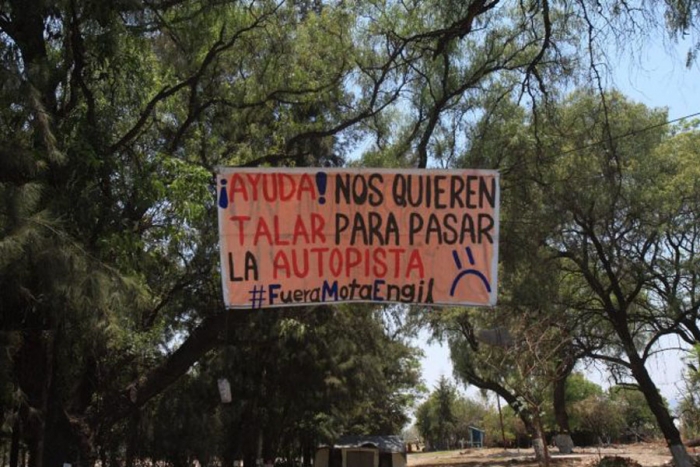 ¡AYUDA! NOS QUIEREN
TALAR PARA PASAR
LA AUTOPISTA
#FueraMotaEngil